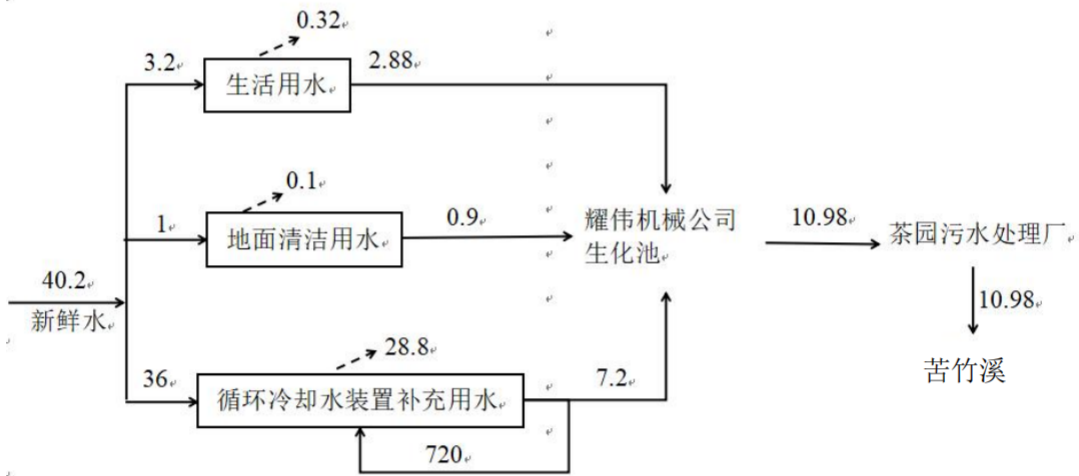 0.32
3.2
生活用水
2.88
0.1
1
地面清洁用水
0.9
耀伟机械公司
生化池
10.98
茶园污水处理厂
40.2
新鲜水
10.98
28.8
36
循环冷却水装置补充用水
7.2
苦竹溪
720